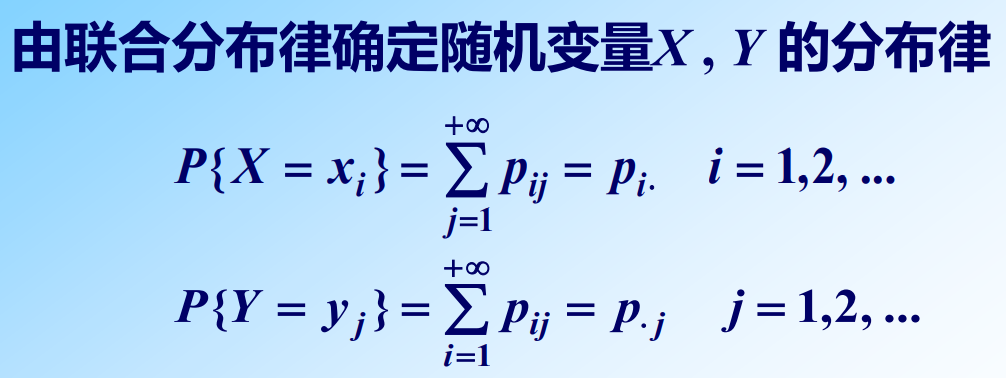 由联合分布律确定随机变量X , Y 的分布律
$P\{X = x_i\} = \sum_{j=1}^{+\infty} p_{ij} = p_{i\cdot} \quad i = 1,2, ...$
$P\{Y = y_j\} = \sum_{i=1}^{+\infty} p_{ij} = p_{\cdot j} \quad j = 1,2, ...$